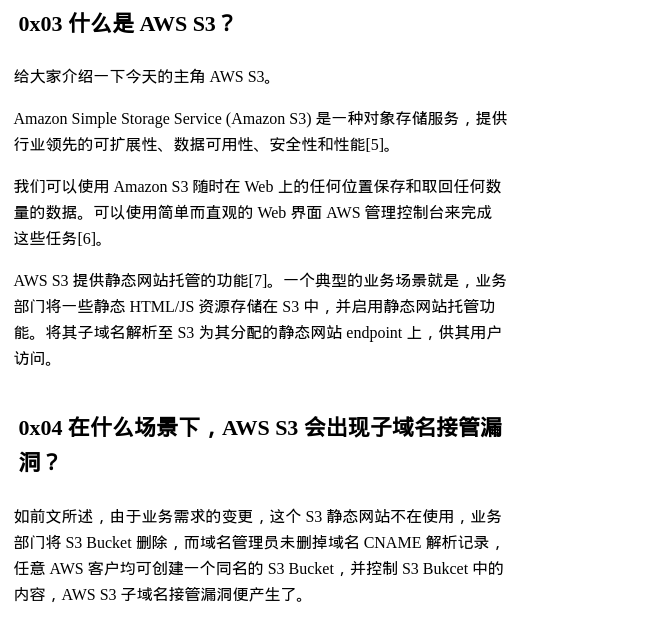 0x03 什么是 AWS S3？
给大家介绍一下今天的主角 AWS S3。
Amazon Simple Storage Service (Amazon S3) 是一种对象存储服务，提供
行业领先的可扩展性、数据可用性、安全性和性能[5]。
我们可以使用 Amazon S3 随时在 Web 上的任何位置保存和取回任何数
量的数据。可以使用简单而直观的 Web 界面 AWS 管理控制台来完成
这些任务[6]。
AWS S3 提供静态网站托管的功能[7]。一个典型的业务场景就是，业务
部门将一些静态 HTML/JS 资源存储在 S3 中，并启用静态网站托管功
能。将其子域名解析至 S3 为其分配的静态网站 endpoint 上，供其用户
访问。
0x04 在什么场景下，AWS S3 会出现子域名接管漏
洞？
如前文所述，由于业务需求的变更，这个 S3 静态网站不在使用，业务
部门将 S3 Bucket 删除，而域名管理员未删掉域名 CNAME 解析记录，
任意 AWS 客户均可创建一个同名的 S3 Bucket，并控制 S3 Bukcet 中的
内容，AWS S3 子域名接管漏洞便产生了。